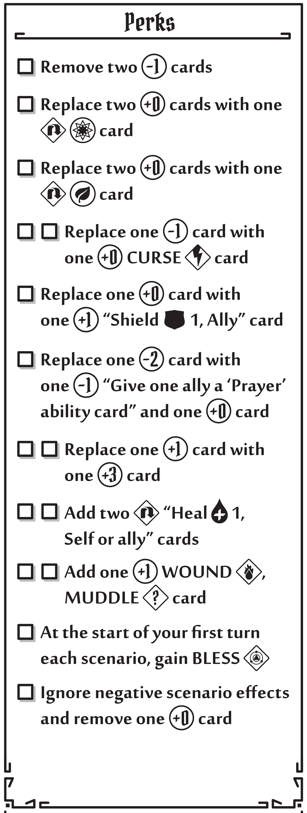 Perks
Remove two -1 cards
Replace two +0 cards with one
card
Replace two +0 cards with one
card
Replace one -1 card with
one +0 CURSE card
Replace one +0 card with
one +1 “Shield 1, Ally” card
Replace one -2 card with
one -1 “Give one ally a ‘Prayer’
ability card” and one +0 card
Replace one +1 card with
one +3 card
Add two “Heal 1,
Self or ally” cards
Add one +1 WOUND ,
MUDDLE ? card
At the start of your first turn
each scenario, gain BLESS
Ignore negative scenario effects
and remove one +0 card